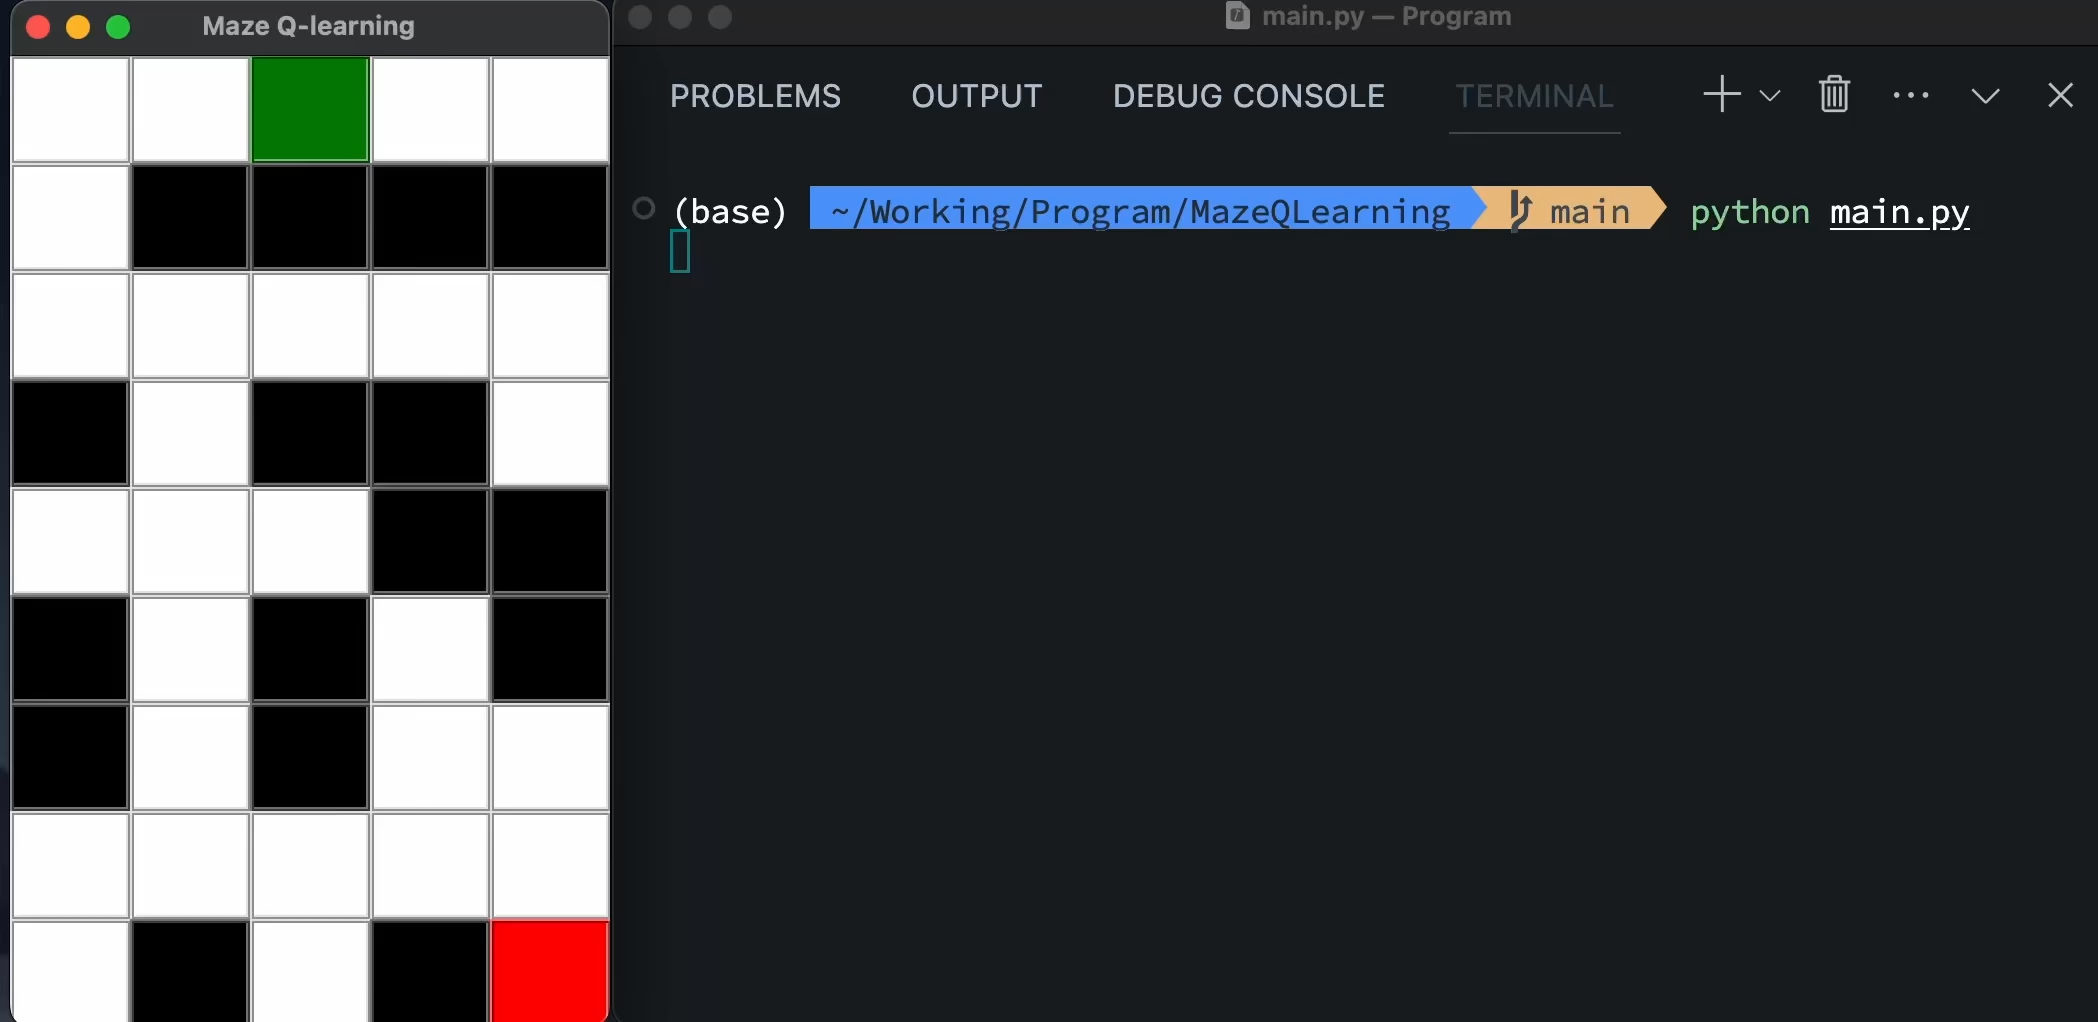 Maze Q-learning
main.py — Program
PROBLEMS OUTPUT DEBUG CONSOLE TERMINAL
(base) ~/Working/Program/MazeQLearning main python main.py